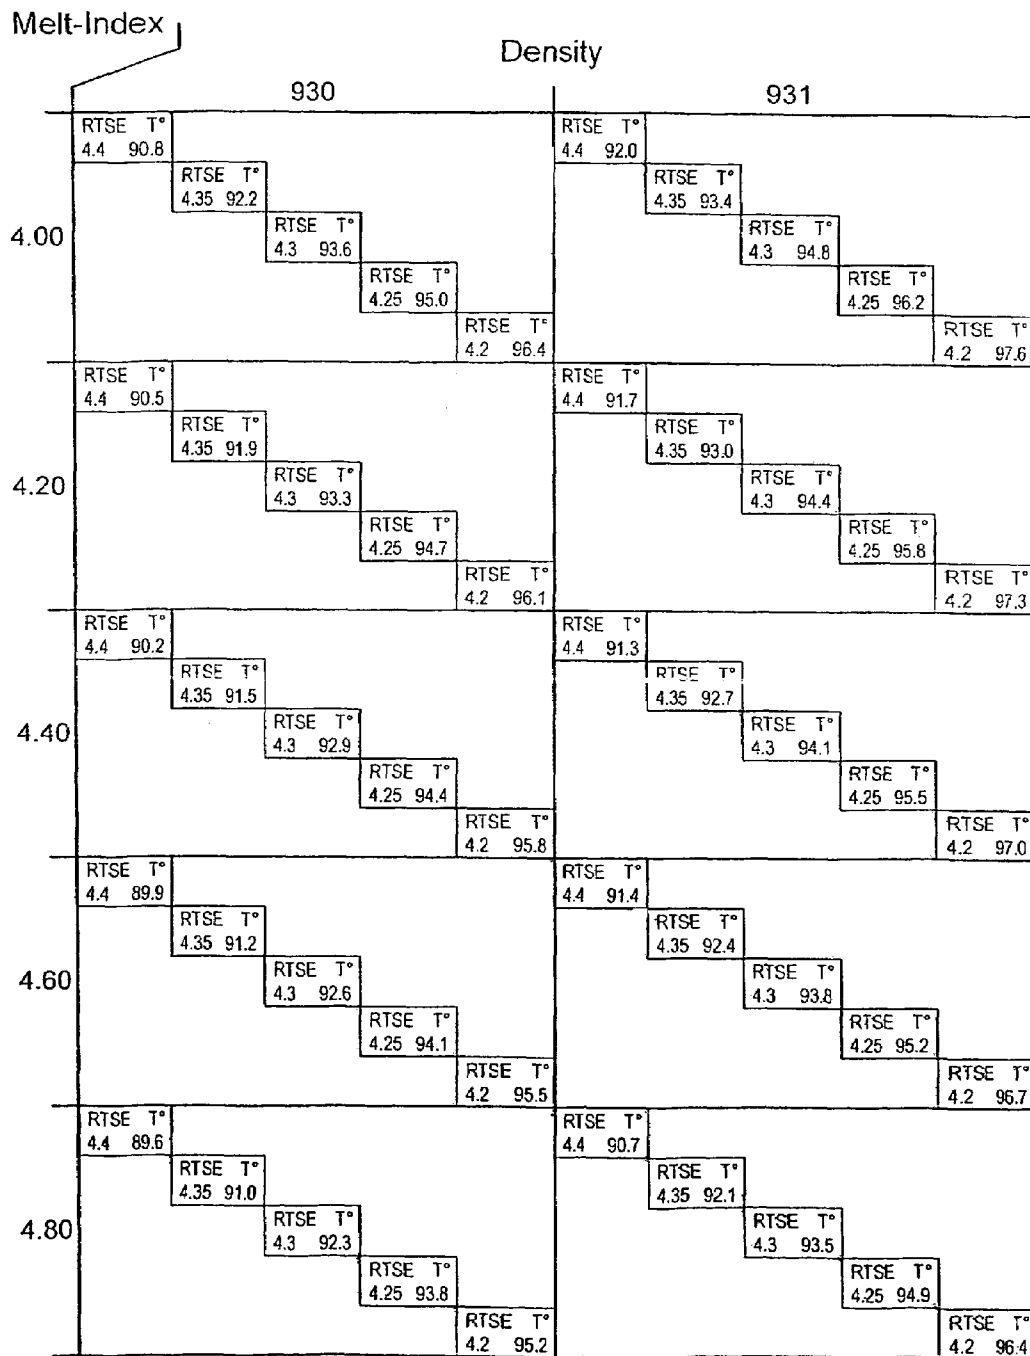 Melt-Index
Density
930 931
4.00
RTSE T° RTSE T°
4.4 90.8 4.4 92.0
RTSE T° RTSE T°
4.35 92.2 4.35 93.4
RTSE T° RTSE T°
4.3 93.6 4.3 94.8
RTSE T° RTSE T°
4.25 95.0 4.25 96.2
RTSE T° RTSE T°
4.2 96.4 4.2 97.6
4.20
RTSE T° RTSE T°
4.4 90.5 4.4 91.7
RTSE T° RTSE T°
4.35 91.9 4.35 93.0
RTSE T° RTSE T°
4.3 93.3 4.3 94.4
RTSE T° RTSE T°
4.25 94.7 4.25 95.8
RTSE T° RTSE T°
4.2 96.1 4.2 97.3
4.40
RTSE T° RTSE T°
4.4 90.2 4.4 91.3
RTSE T° RTSE T°
4.35 91.5 4.35 92.7
RTSE T° RTSE T°
4.3 92.9 4.3 94.1
RTSE T° RTSE T°
4.25 94.4 4.25 95.5
RTSE T° RTSE T°
4.2 95.8 4.2 97.0
4.60
RTSE T° RTSE T°
4.4 89.9 4.4 91.4
RTSE T° RTSE T°
4.35 91.2 4.35 92.4
RTSE T° RTSE T°
4.3 92.6 4.3 93.8
RTSE T° RTSE T°
4.25 94.1 4.25 95.2
RTSE T° RTSE T°
4.2 95.5 4.2 96.7
4.80
RTSE T° RTSE T°
4.4 89.6 4.4 90.7
RTSE T° RTSE T°
4.35 91.0 4.35 92.1
RTSE T° RTSE T°
4.3 92.3 4.3 93.5
RTSE T° RTSE T°
4.25 93.8 4.25 94.9
RTSE T° RTSE T°
4.2 95.2 4.2 96.4